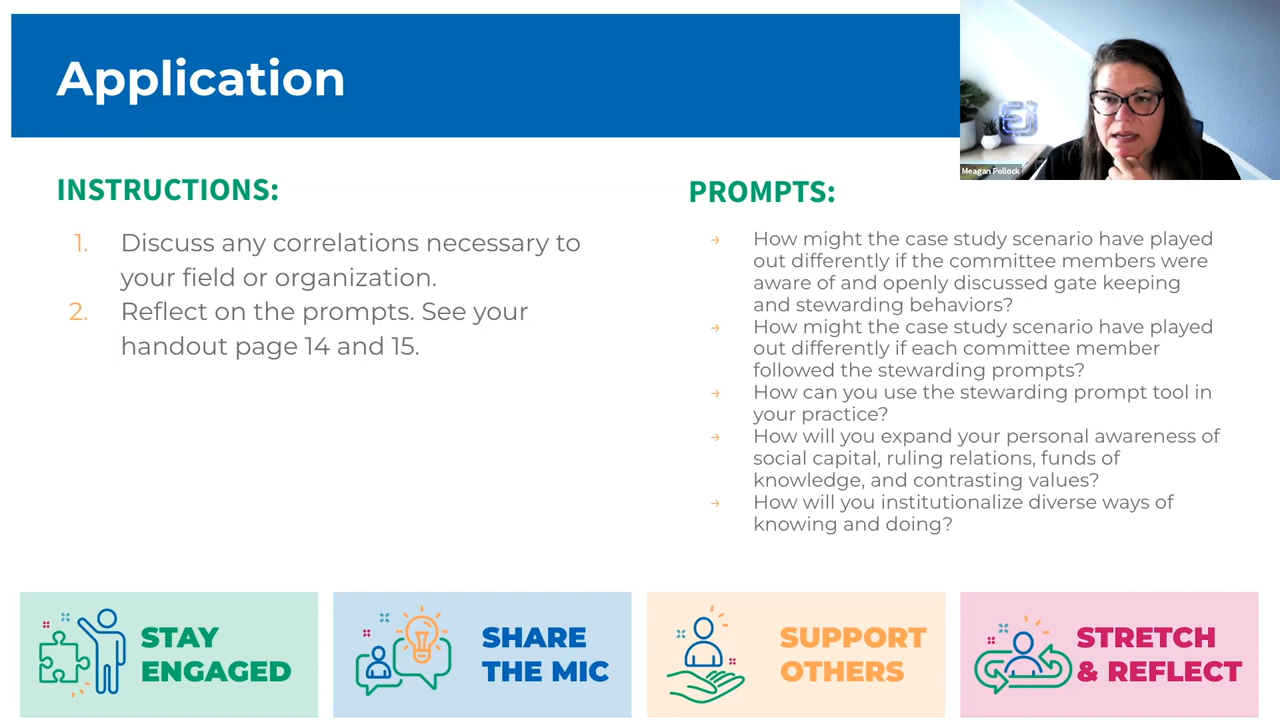 Application
Meagan Pollock
INSTRUCTIONS:
1. Discuss any correlations necessary to
your field or organization.
2. Reflect on the prompts. See your
handout page 14 and 15.
PROMPTS:
→ How might the case study scenario have played
out differently if the committee members were
aware of and openly discussed gate keeping
and stewarding behaviors?
→ How might the case study scenario have played
out differently if each committee member
followed the stewarding prompts?
→ How can you use the stewarding prompt tool in
your practice?
→ How will you expand your personal awareness of
social capital, ruling relations, funds of
knowledge, and contrasting values?
→ How will you institutionalize diverse ways of
knowing and doing?
STAY
ENGAGED
SHARE
THE MIC
SUPPORT
OTHERS
STRETCH
& REFLECT